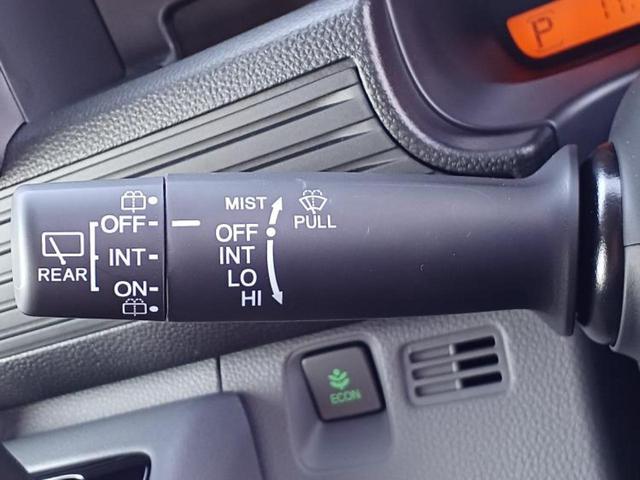 P
MIST
PULL
OFF
INT
LO
HI
OFF
INT
ON
REAR
ECON